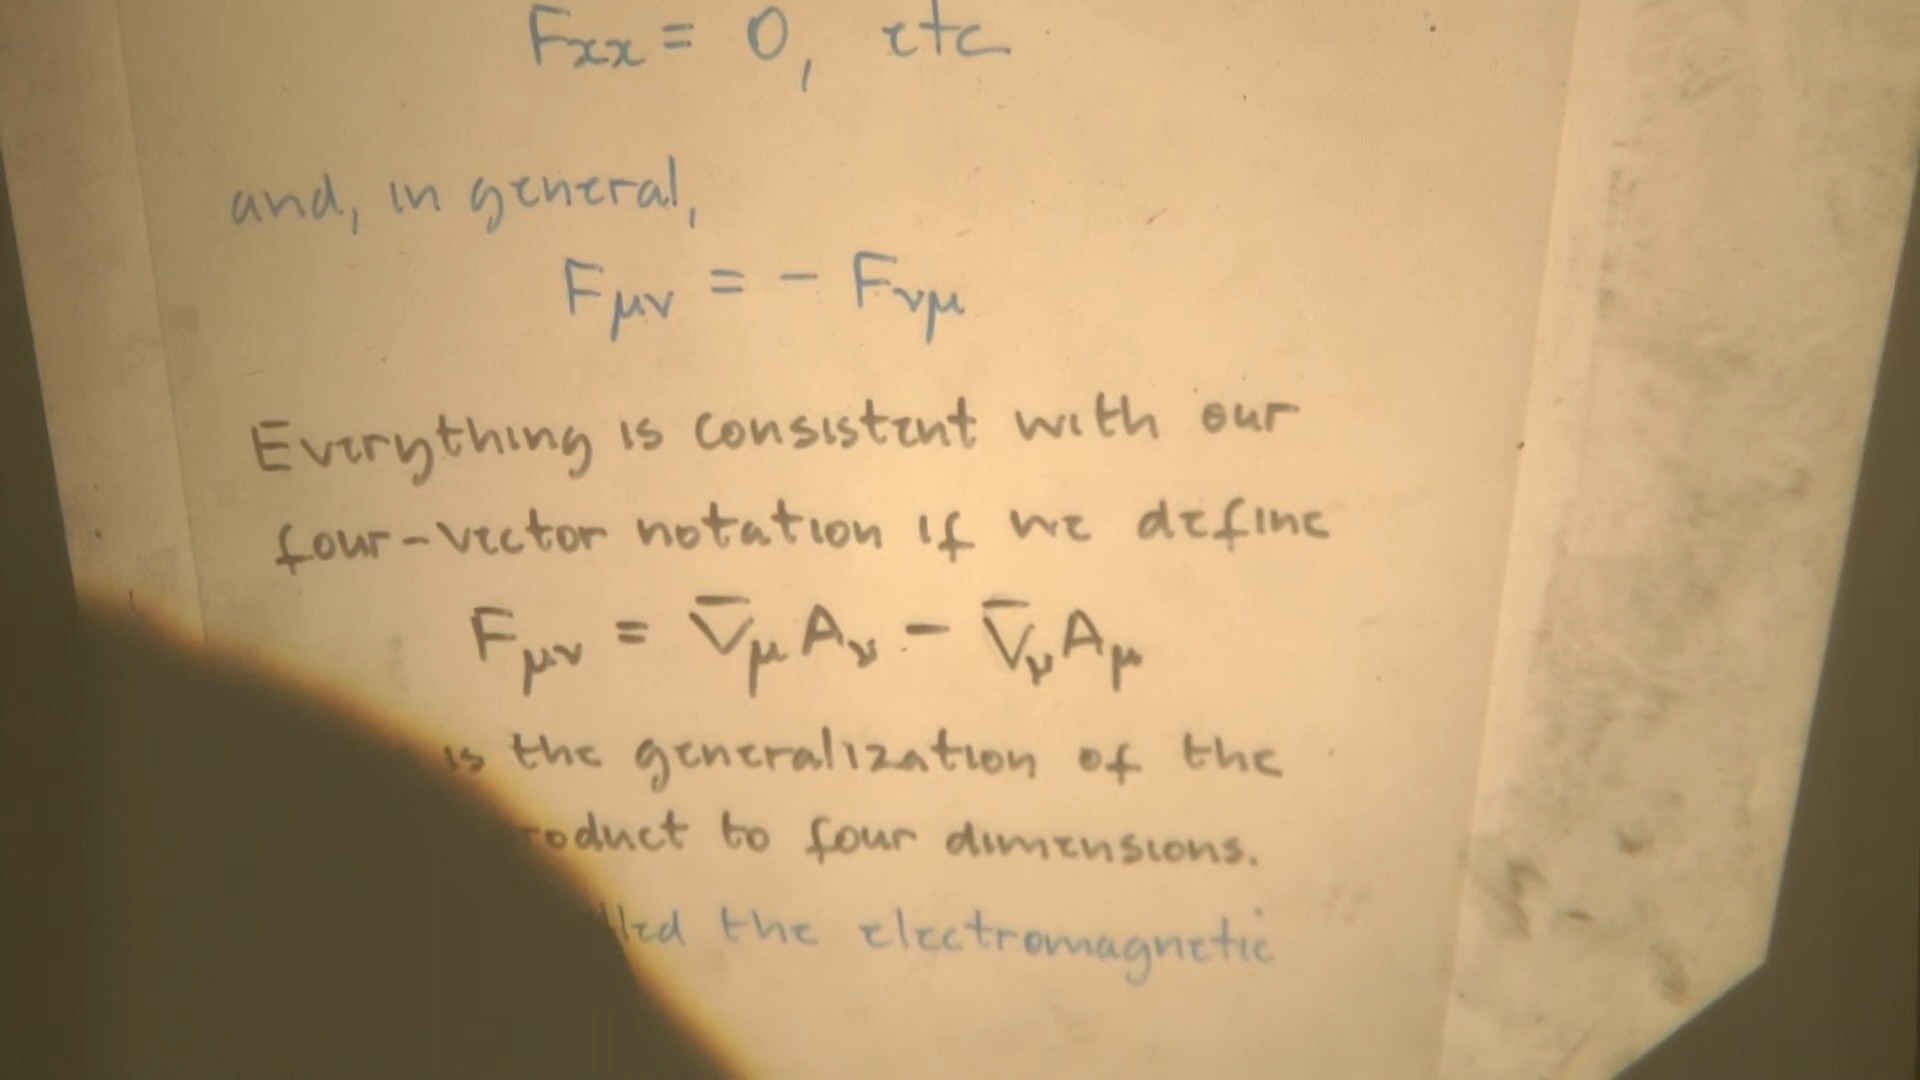 Fxx = 0, etc
and, in general,
Fμν = - Fνμ
Everything is consistent with our
four-vector notation if we define
Fμν = ∇μ Aν - ∇ν Aμ
is the generalization of the
to four dimensions.
the electromagnetic